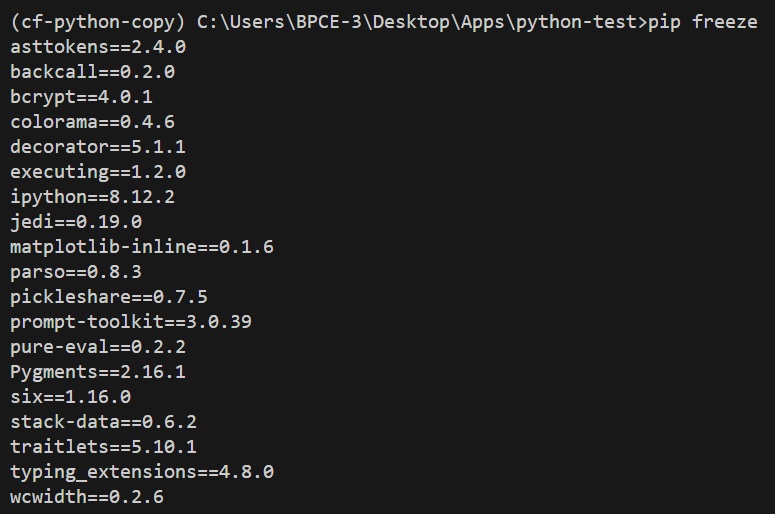 (cf-python-copy) C:\Users\BPCE-3\Desktop\Apps\python-test>pip freeze
asttokens==2.4.0
backcall==0.2.0
bcrypt==4.0.1
colorama==0.4.6
decorator==5.1.1
executing==1.2.0
ipython==8.12.2
jedi==0.19.0
matplotlib-inline==0.1.6
parso==0.8.3
pickleshare==0.7.5
prompt-toolkit==3.0.39
pure-eval==0.2.2
Pygments==2.16.1
six==1.16.0
stack-data==0.6.2
traitlets==5.10.1
typing_extensions==4.8.0
wcwidth==0.2.6